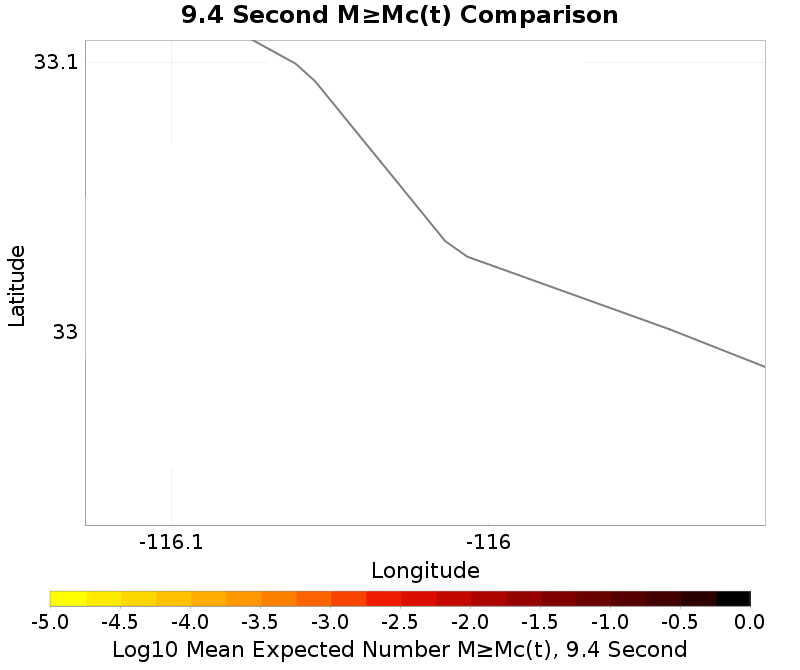 9.4 Second M≥Mc(t) Comparison
33.1
33
Latitude
-116.1 -116
Longitude
-5.0 -4.5 -4.0 -3.5 -3.0 -2.5 -2.0 -1.5 -1.0 -0.5 0.0
Log10 Mean Expected Number M≥Mc(t), 9.4 Second